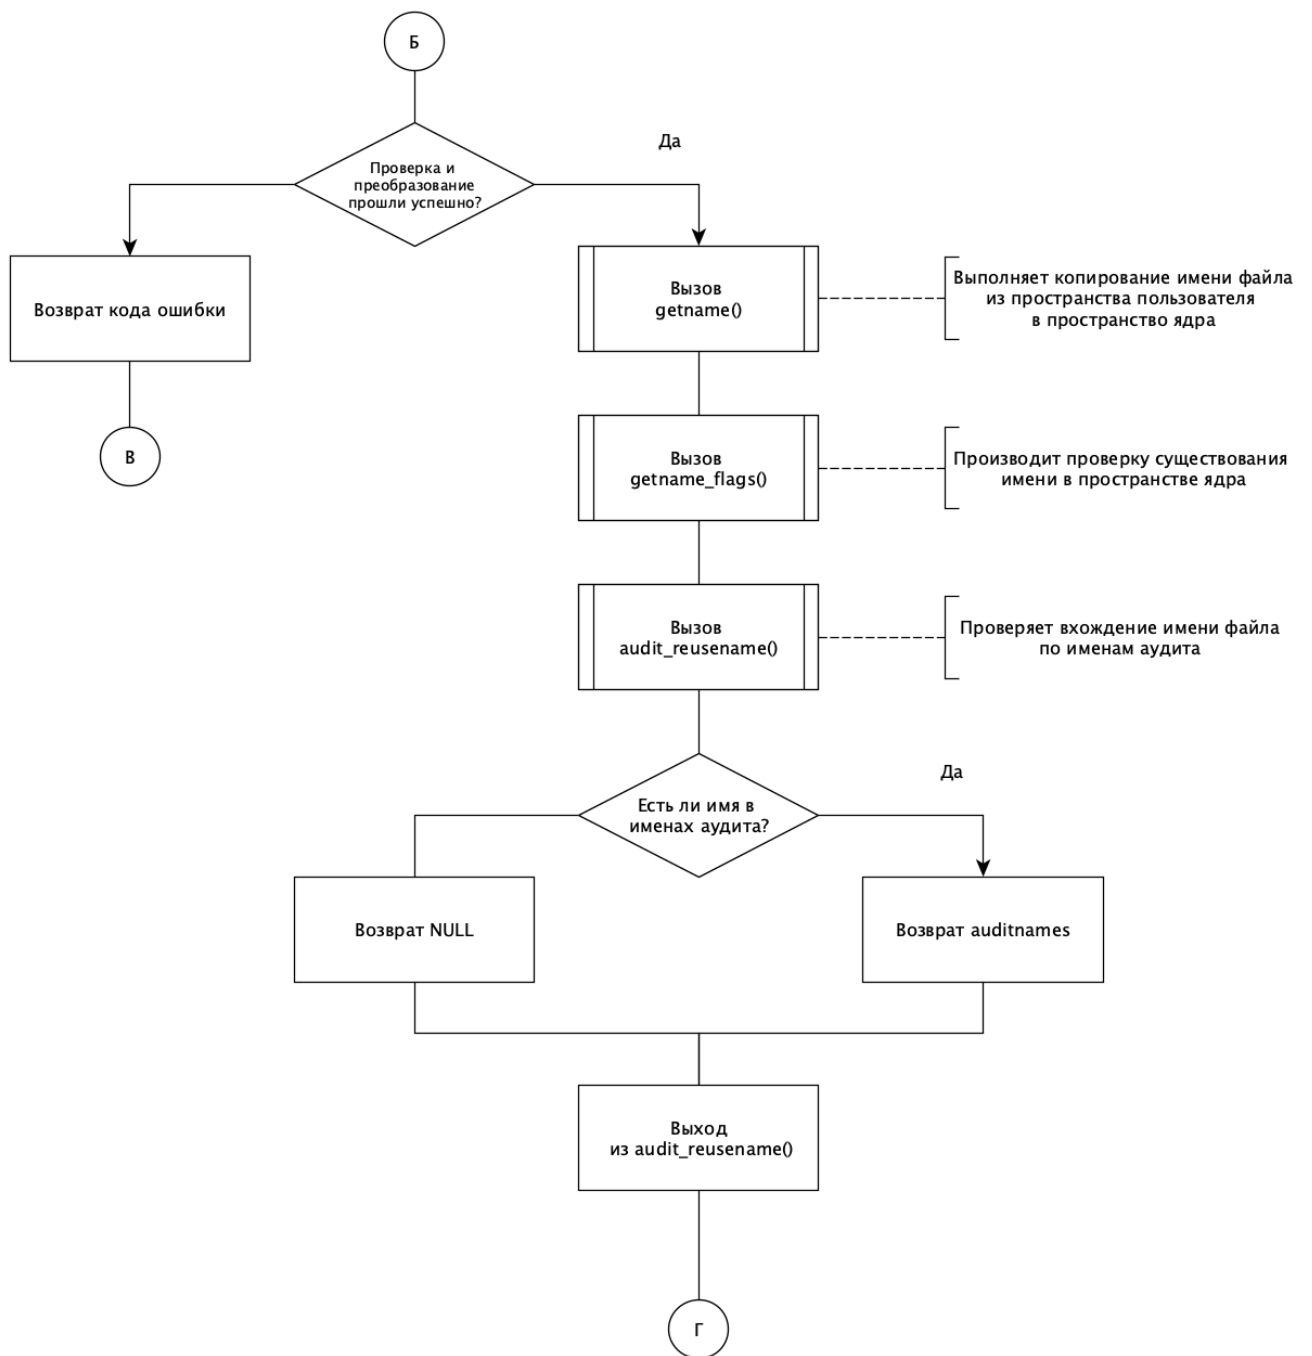 Б
Да
Проверка и
преобразование
прошли успешно?
Возврат кода ошибки
В
Вызов
getname()
Выполняет копирование имени файла
из пространства пользователя
в пространство ядра
Вызов
getname_flags()
Производит проверку существования
имени в пространстве ядра
Вызов
audit_reusename()
Проверяет вхождение имени файла
по именам аудита
Да
Есть ли имя в
именах аудита?
Возврат NULL
Возврат auditnames
Выход
из audit_reusename()
Г